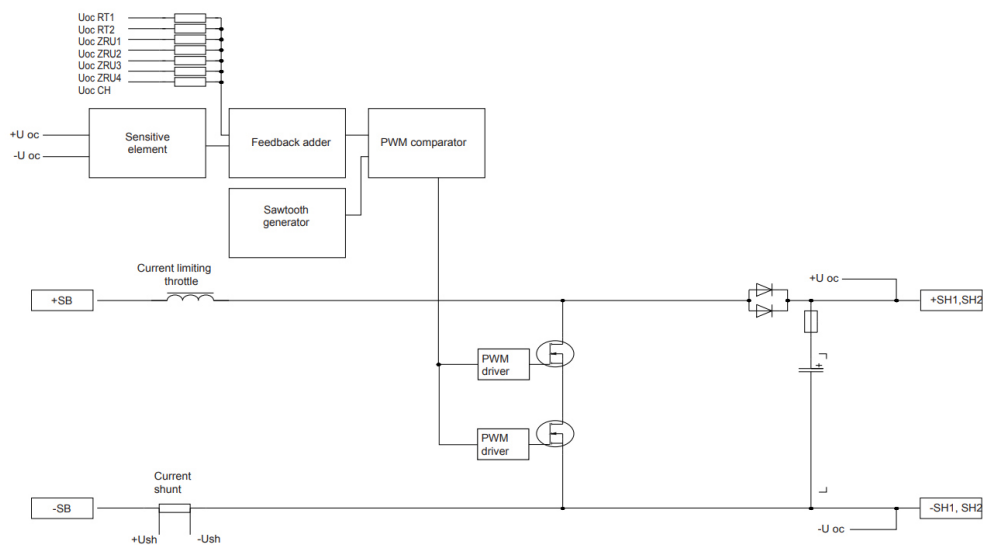 Uoc RT1
Uoc RT2
Uoc ZRU1
Uoc ZRU2
Uoc ZRU3
Uoc ZRU4
Uoc CH
+U oc
-U oc
Sensitive
element
Feedback adder
PWM comparator
Sawtooth
generator
Current limiting
throttle
+U oc
+SB
+SH1,SH2
PWM
driver
+
PWM
driver
Current
shunt
-SB
-SH1, SH2
-U oc
+Ush
-Ush